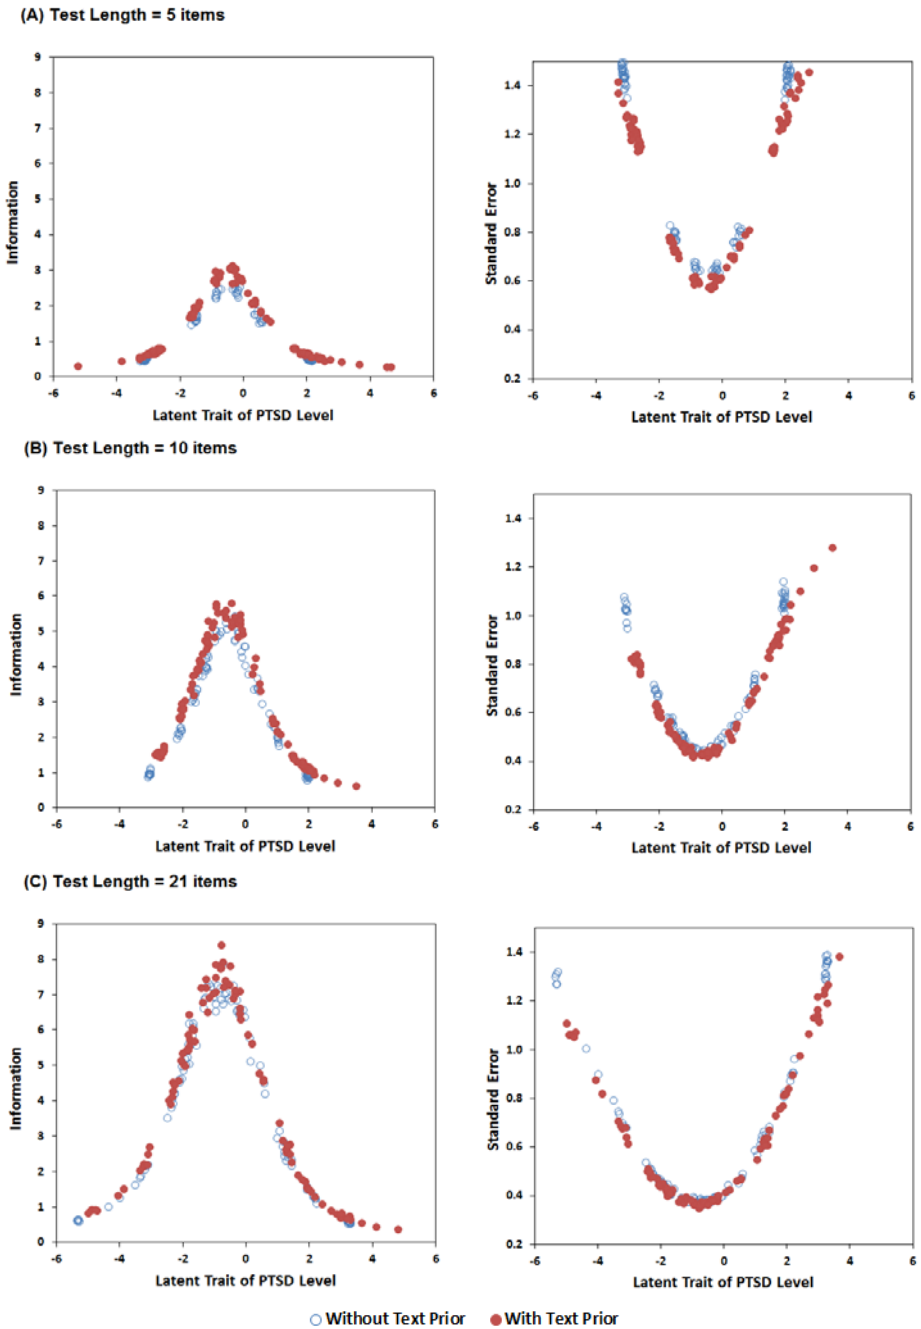 (A) Test Length = 5 items
9
8
7
6
5
4
3
2
1
0
Information
-6 -4 -2 0 2 4 6
Latent Trait of PTSD Level
1.4
1.2
1.0
0.8
0.6
0.4
0.2
Standard Error
-6 -4 -2 0 2 4 6
Latent Trait of PTSD Level
(B) Test Length = 10 items
9
8
7
6
5
4
3
2
1
0
Information
-6 -4 -2 0 2 4 6
Latent Trait of PTSD Level
1.4
1.2
1.0
0.8
0.6
0.4
0.2
Standard Error
-6 -4 -2 0 2 4 6
Latent Trait of PTSD Level
(C) Test Length = 21 items
9
8
7
6
5
4
3
2
1
0
Information
-6 -4 -2 0 2 4 6
Latent Trait of PTSD Level
1.4
1.2
1.0
0.8
0.6
0.4
0.2
Standard Error
-6 -4 -2 0 2 4 6
Latent Trait of PTSD Level
Without Text Prior With Text Prior